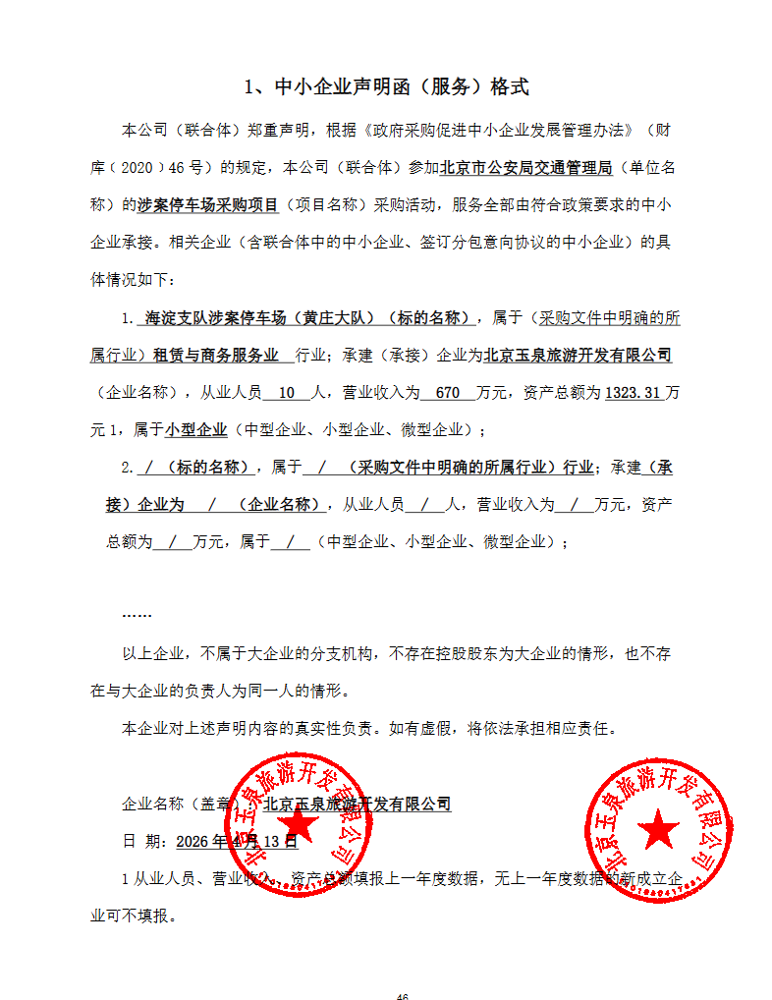 1、中小企业声明函（服务）格式
本公司（联合体）郑重声明，根据《政府采购促进中小企业发展管理办法》（财
库﹝2020﹞46 号）的规定，本公司（联合体）参加北京市公安局交通管理局（单位名
称）的涉案停车场采购项目（项目名称）采购活动，服务全部由符合政策要求的中小
企业承接。相关企业（含联合体中的中小企业、签订分包意向协议的中小企业）的具
体情况如下：
1. 海淀支队涉案停车场（黄庄大队）（标的名称），属于（采购文件中明确的所
属行业）租赁与商务服务业 行业；承建（承接）企业为北京玉泉旅游开发有限公司
（企业名称），从业人员 10 人，营业收入为 670 万元，资产总额为 1323.31 万
元 1，属于小型企业（中型企业、小型企业、微型企业）；
2. / （标的名称），属于 / （采购文件中明确的所属行业）行业；承建（承
接）企业为 / （企业名称），从业人员 / 人，营业收入为 / 万元，资产
总额为 / 万元，属于 / （中型企业、小型企业、微型企业）；
……
以上企业，不属于大企业的分支机构，不存在控股股东为大企业的情形，也不存
在与大企业的负责人为同一人的情形。
本企业对上述声明内容的真实性负责。如有虚假，将依法承担相应责任。
企业名称（盖章）：北京玉泉旅游开发有限公司
日 期：2026 年 4 月 13 日
1 从业人员、营业收入、资产总额填报上一年度数据，无上一年度数据的新成立企
业可不填报。
北京玉泉旅游开发有限公司
北京玉泉旅游开发有限公司
46